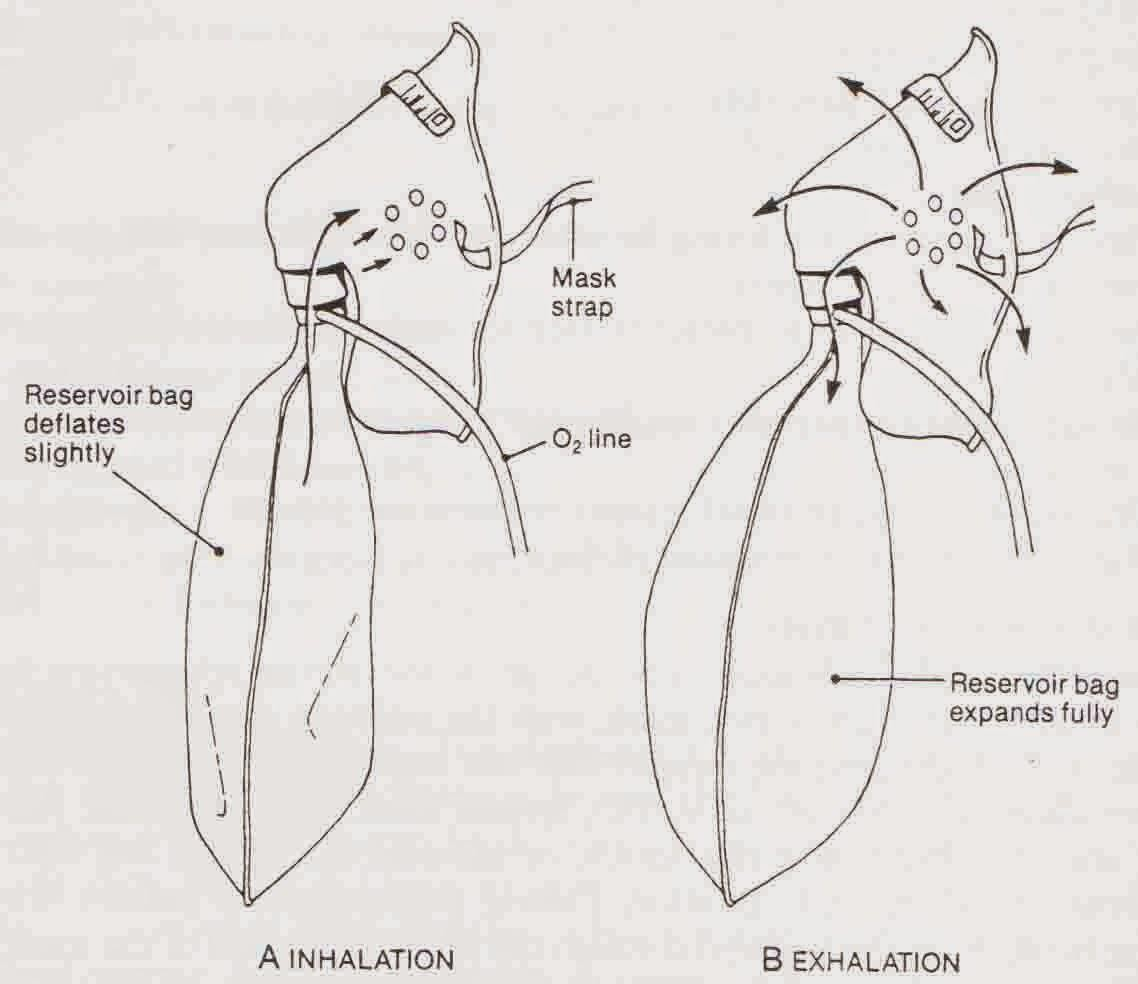 Mask
strap
Reservoir bag
deflates
slightly
O₂ line
Reservoir bag
expands fully
A INHALATION
B EXHALATION